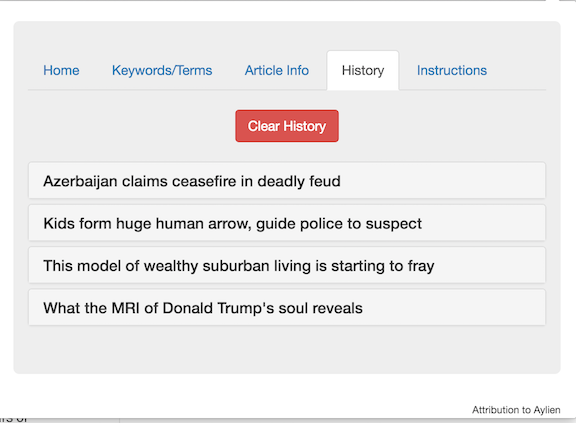 Home Keywords/Terms Article Info History Instructions
Clear History
Azerbaijan claims ceasefire in deadly feud
Kids form huge human arrow, guide police to suspect
This model of wealthy suburban living is starting to fray
What the MRI of Donald Trump's soul reveals
Attribution to Aylien